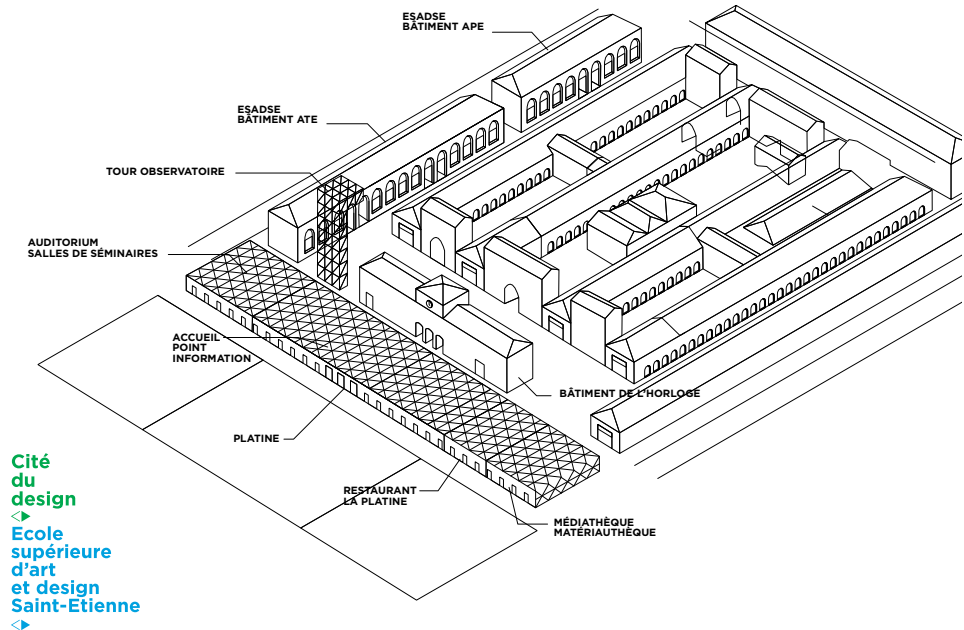 ESADSE
BÂTIMENT APE
ESADSE
BÂTIMENT ATE
TOUR OBSERVATOIRE
AUDITORIUM
SALLES DE SÉMINAIRES
ACCUEIL
POINT
INFORMATION
BÂTIMENT DE L'HORLOGE
PLATINE
RESTAURANT
LA PLATINE
MÉDIATHÈQUE
MATÉRIAUTHÈQUE
Cité
du
design
Ecole
supérieure
d'art
et design
Saint-Etienne